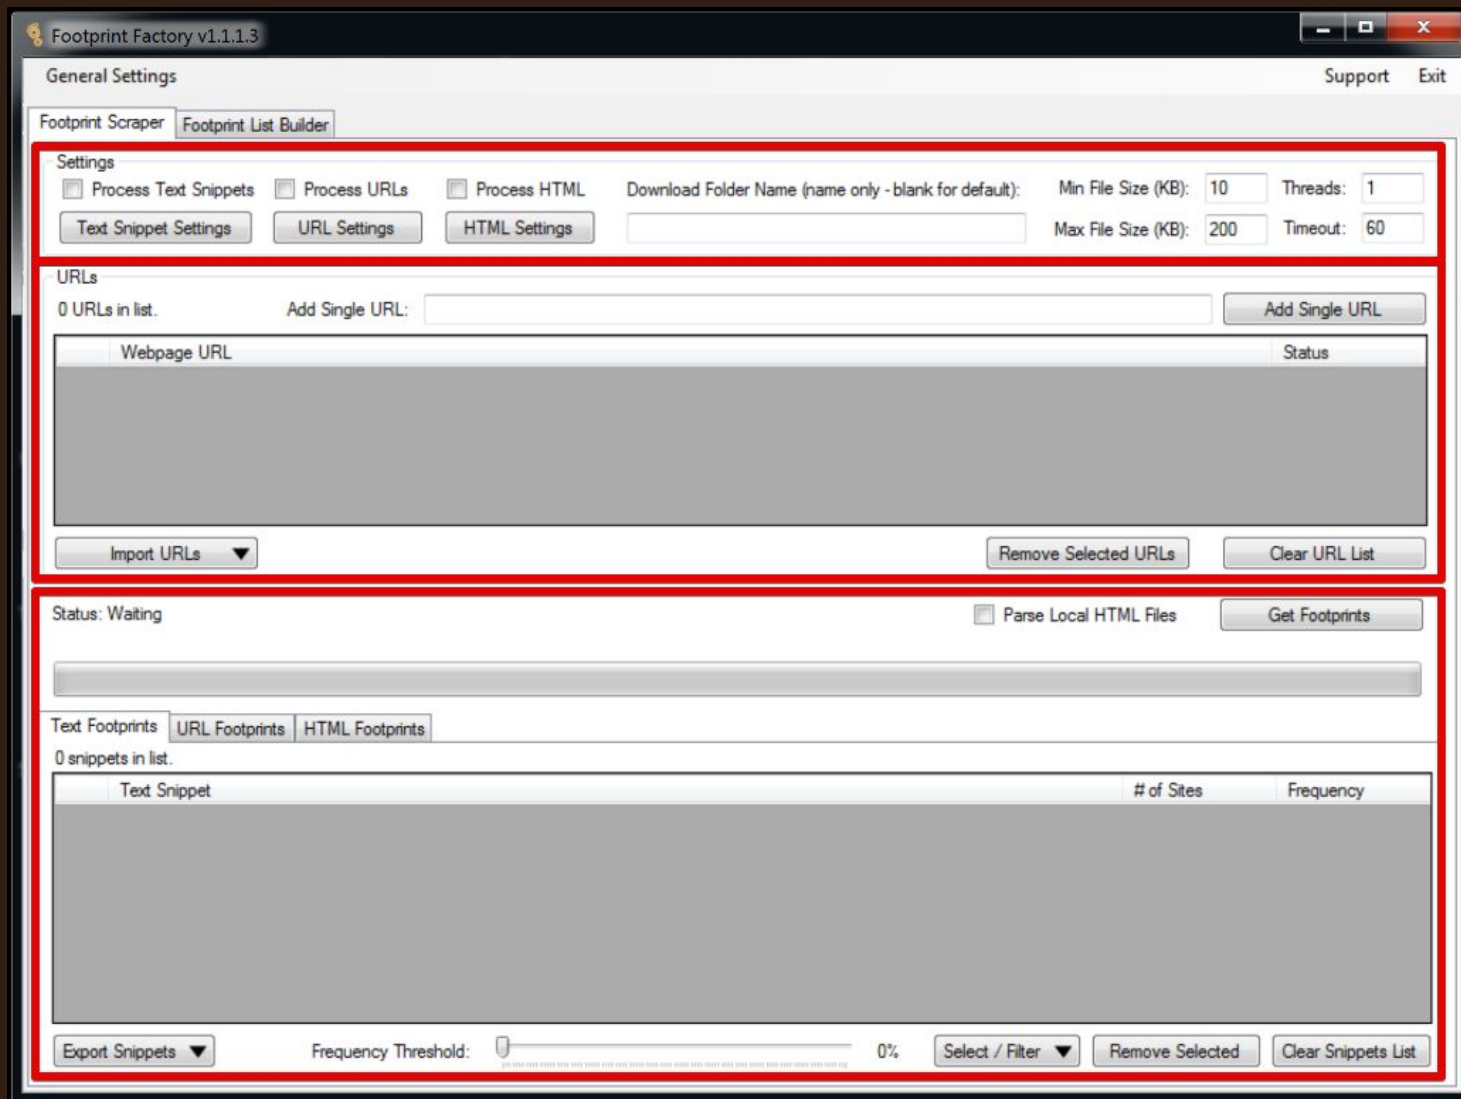 Footprint Factory v1.1.1.3
General Settings Support Exit
Footprint Scraper Footprint List Builder
Settings
Process Text Snippets Process URLs Process HTML Download Folder Name (name only - blank for default): Min File Size (KB): 10 Threads: 1
Text Snippet Settings URL Settings HTML Settings Max File Size (KB): 200 Timeout: 60
URLs
0 URLs in list. Add Single URL: Add Single URL
Webpage URL Status
Import URLs Remove Selected URLs Clear URL List
Status: Waiting Parse Local HTML Files Get Footprints
Text Footprints URL Footprints HTML Footprints
0 snippets in list.
Text Snippet # of Sites Frequency
Export Snippets Frequency Threshold: 0% Select / Filter Remove Selected Clear Snippets List